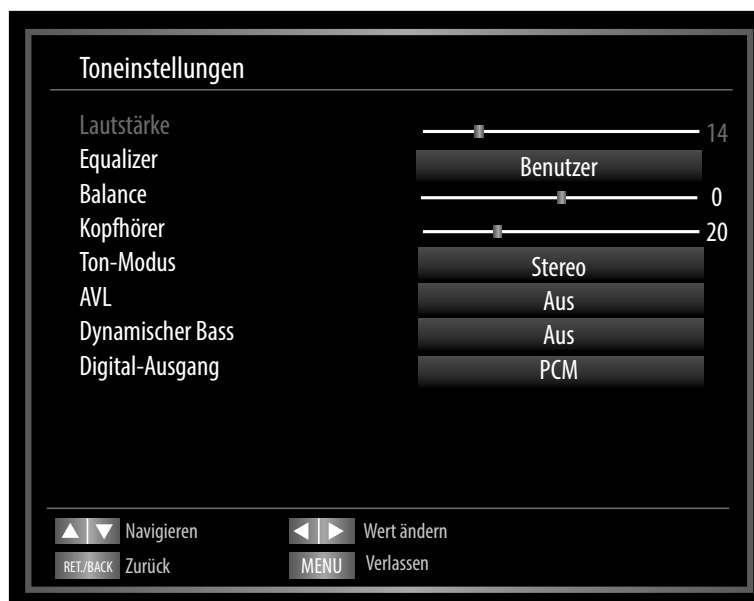 Toneinstellungen
Lautstärke 14
Equalizer Benutzer
Balance 0
Kopfhörer 20
Ton-Modus Stereo
AVL Aus
Dynamischer Bass Aus
Digital-Ausgang PCM
Navigieren Wert ändern
RET./BACK Zurück MENU Verlassen